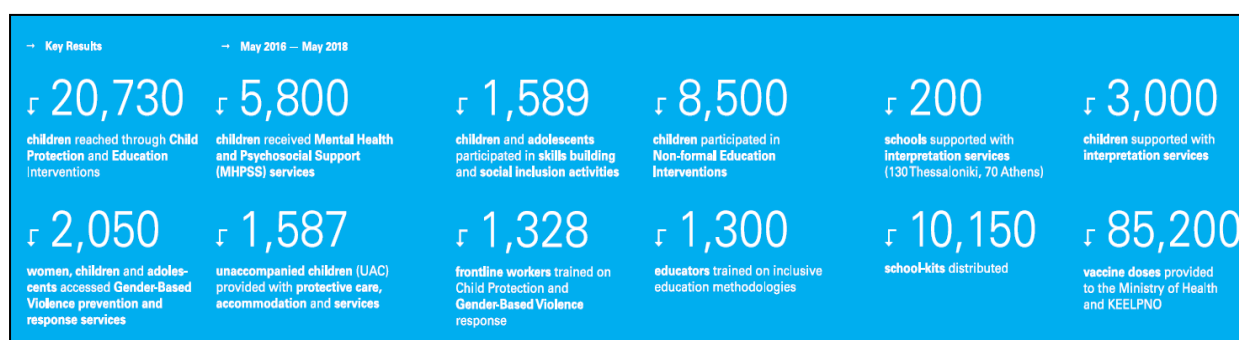 → Key Results
→ May 2016 — May 2018
20,730
children reached through Child
Protection and Education
Interventions
5,800
children received Mental Health
and Psychosocial Support
(MHPSS) services
1,589
children and adolescents
participated in skills building
and social inclusion activities
8,500
children participated in
Non-formal Education
Interventions
200
schools supported with
interpretation services
(130 Thessaloniki, 70 Athens)
3,000
children supported with
interpretation services
2,050
women, children and adoles-
cents accessed Gender-Based
Violence prevention and
response services
1,587
unaccompanied children (UAC)
provided with protective care,
accommodation and services
1,328
frontline workers trained on
Child Protection and
Gender-Based Violence
response
1,300
educators trained on inclusive
education methodologies
10,150
school-kits distributed
85,200
vaccine doses provided
to the Ministry of Health
and KEELPNO